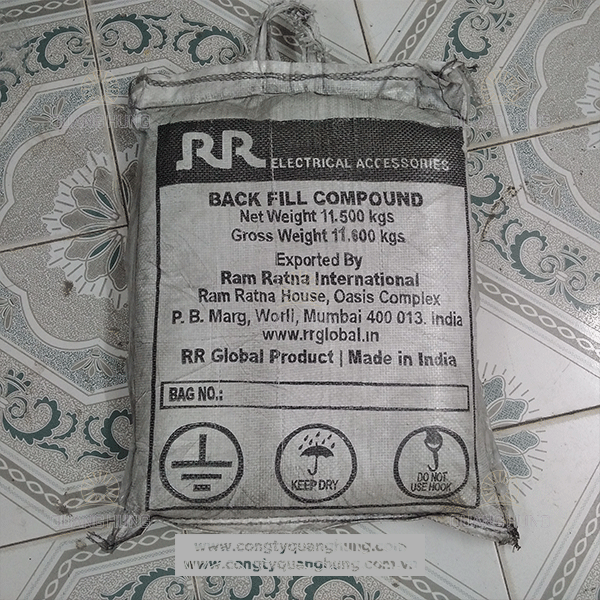 RR ELECTRICAL ACCESSORIES
BACK FILL COMPOUND
Net Weight 11.500 kgs
Gross Weight 11.600 kgs
Exported By
Ram Ratna International
Ram Ratna House, Oasis Complex
P. B. Marg, Worli, Mumbai 400 013. India
www.rrglobal.in
RR Global Product | Made in India
BAG NO.:
KEEP DRY
DO NOT
USE HOOK
www.congtyquanghung.com
www.congtyquanghung.com.vn